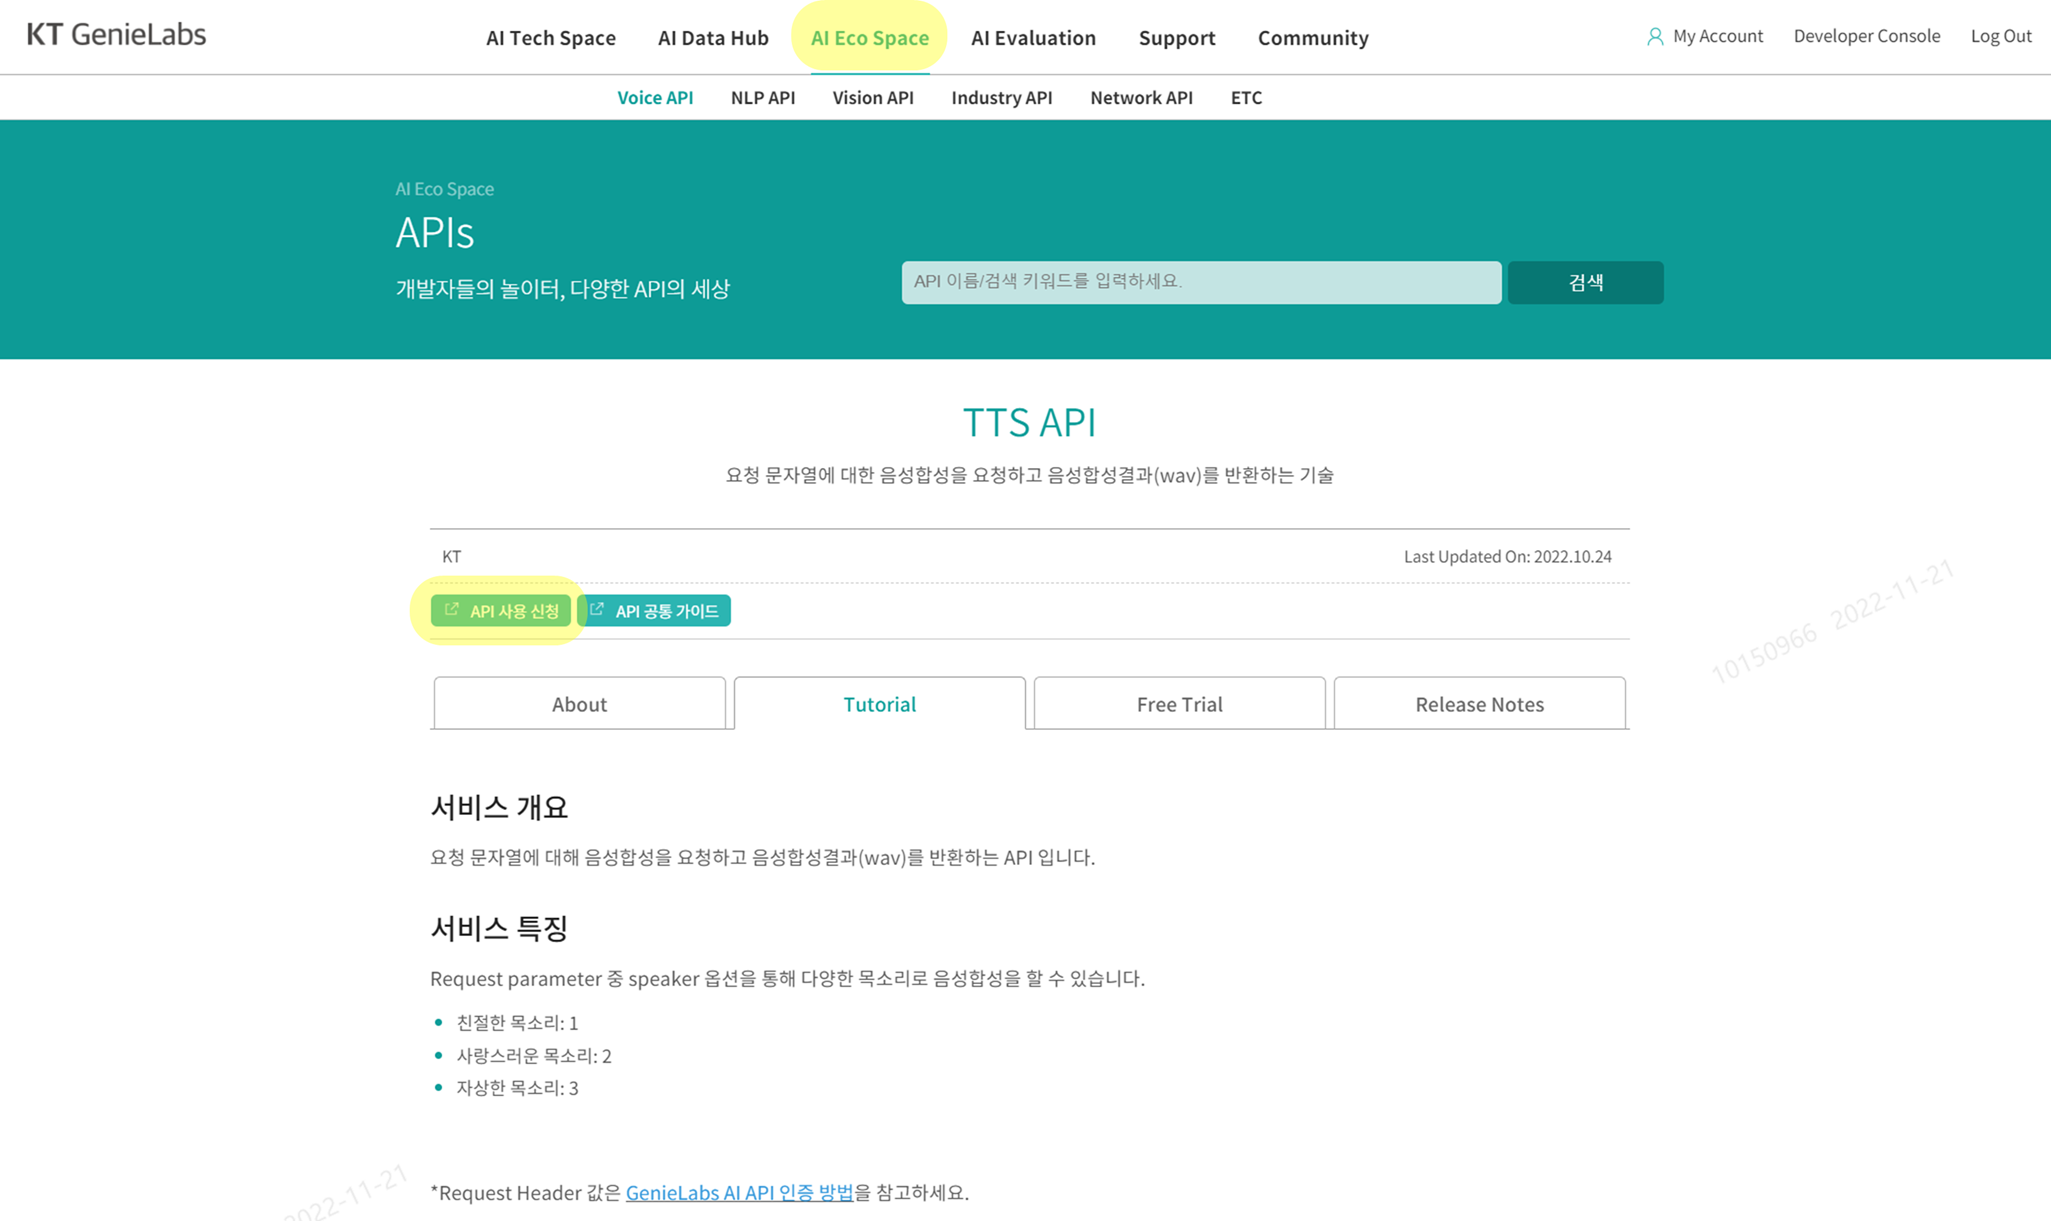 KT GenieLabs
AI Tech Space AI Data Hub AI Eco Space AI Evaluation Support Community
My Account Developer Console Log Out
Voice API NLP API Vision API Industry API Network API ETC
AI Eco Space
APIs
개발자들의 놀이터, 다양한 API의 세상
API 이름/검색 키워드를 입력하세요.
검색
TTS API
요청 문자열에 대한 음성합성을 요청하고 음성합성결과(wav)를 반환하는 기술
KT
Last Updated On: 2022.10.24
API 사용 신청 API 공통 가이드
10150966 2022-11-21
About Tutorial Free Trial Release Notes
서비스 개요
요청 문자열에 대해 음성합성을 요청하고 음성합성결과(wav)를 반환하는 API 입니다.
서비스 특징
Request parameter 중 speaker 옵션을 통해 다양한 목소리로 음성합성을 할 수 있습니다.
친절한 목소리: 1
사랑스러운 목소리: 2
자상한 목소리: 3
2022-11-21
*Request Header 값은 GenieLabs AI API 인증 방법을 참고하세요.